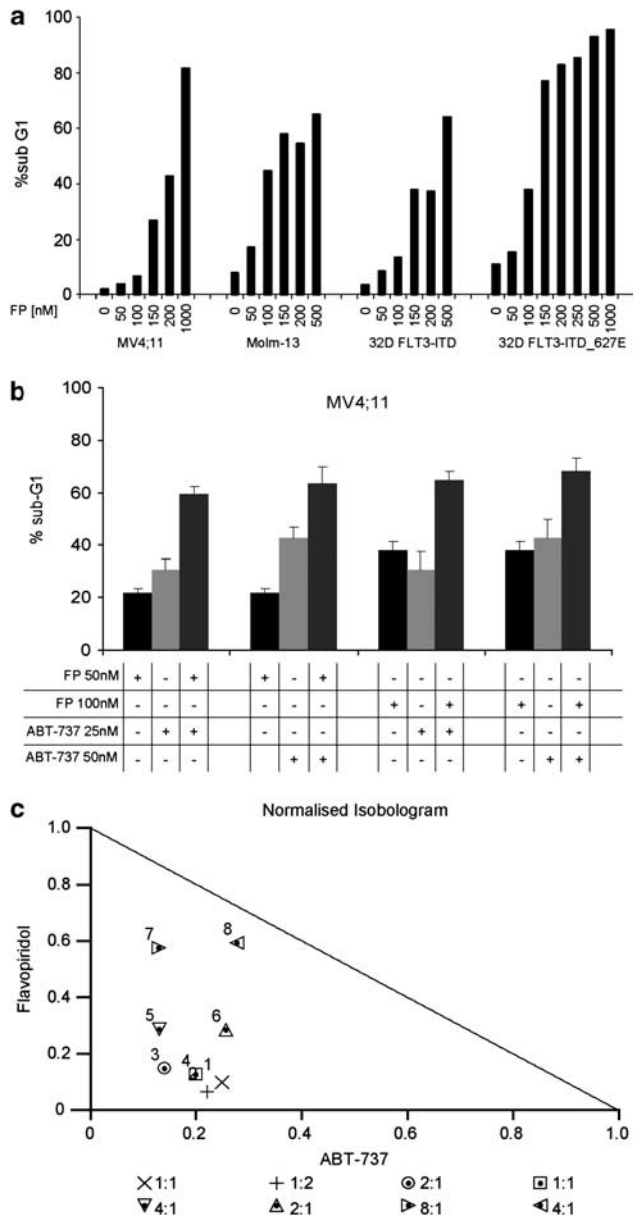 a
100
80
60
40
20
0
%sub G1
FP [nM]
0 50 100 150 200 1000
0 50 100 150 200 500
0 50 100 150 200 500
0 50 100 150 200 250 500 1000
MV4;11 Molm-13 32D FLT3-ITD 32D FLT3-ITD_627E
b
MV4;11
100
80
60
40
20
0
% sub-G1
FP 50nM + - + + - + - - - - - -
FP 100nM - - - - - - + - + + - +
ABT-737 25nM - + + - - - - + + - - -
ABT-737 50nM - - - - + + - - - - + +
c
Normalised Isobologram
1.0
0.8
0.6
0.4
0.2
0
Flavopiridol
7 8
5 6
3 4 1
0 0.2 0.4 0.6 0.8 1.0
ABT-737
1:1 1:2 2:1 1:1
4:1 2:1 8:1 4:1